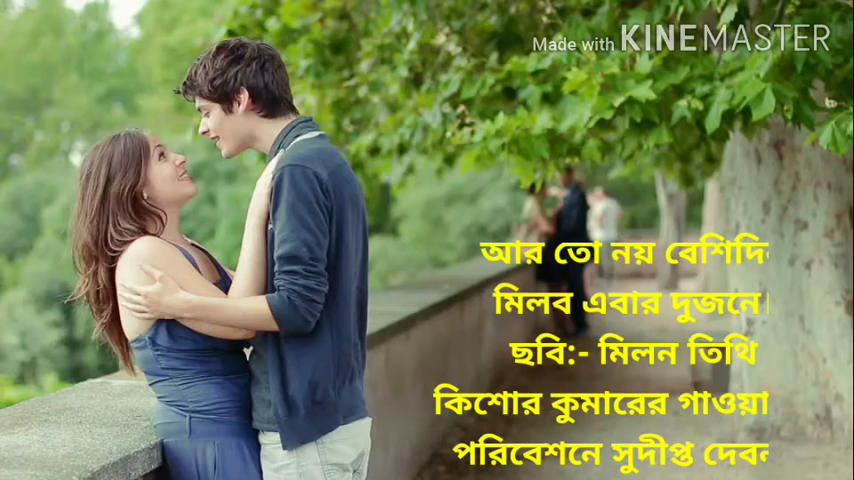 Made with KINEMASTER
আর তো নয়
মিলব এবার দুজনে।
ছবি:- মিলন তিথি
কিশোর কুমারের গাওয়া
পরিবেশনে সুদীপ্ত